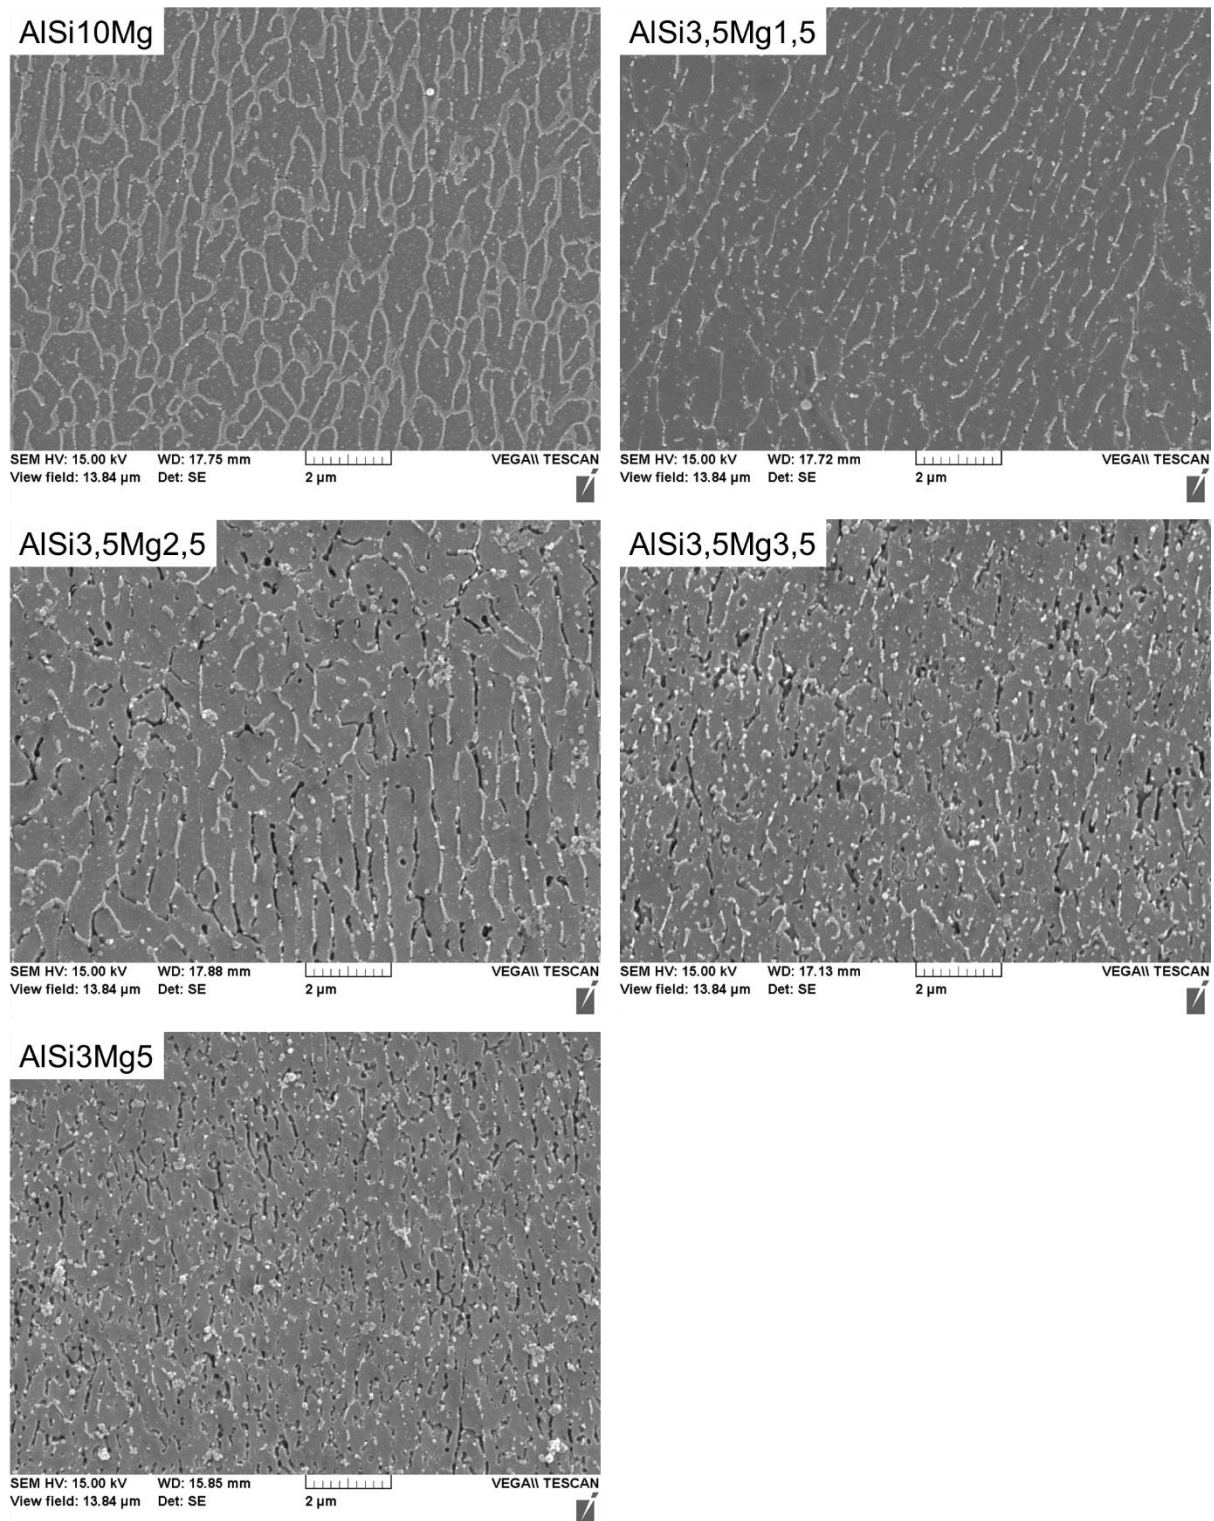 AlSi10Mg
AlSi3,5Mg1,5
SEM HV: 15.00 kV WD: 17.75 mm VEGA\\ TESCAN
View field: 13.84 µm Det: SE 2 µm
SEM HV: 15.00 kV WD: 17.72 mm VEGA\\ TESCAN
View field: 13.84 µm Det: SE 2 µm
AlSi3,5Mg2,5
AlSi3,5Mg3,5
SEM HV: 15.00 kV WD: 17.88 mm VEGA\\ TESCAN
View field: 13.84 µm Det: SE 2 µm
SEM HV: 15.00 kV WD: 17.13 mm VEGA\\ TESCAN
View field: 13.84 µm Det: SE 2 µm
AlSi3Mg5
SEM HV: 15.00 kV WD: 15.85 mm VEGA\\ TESCAN
View field: 13.84 µm Det: SE 2 µm